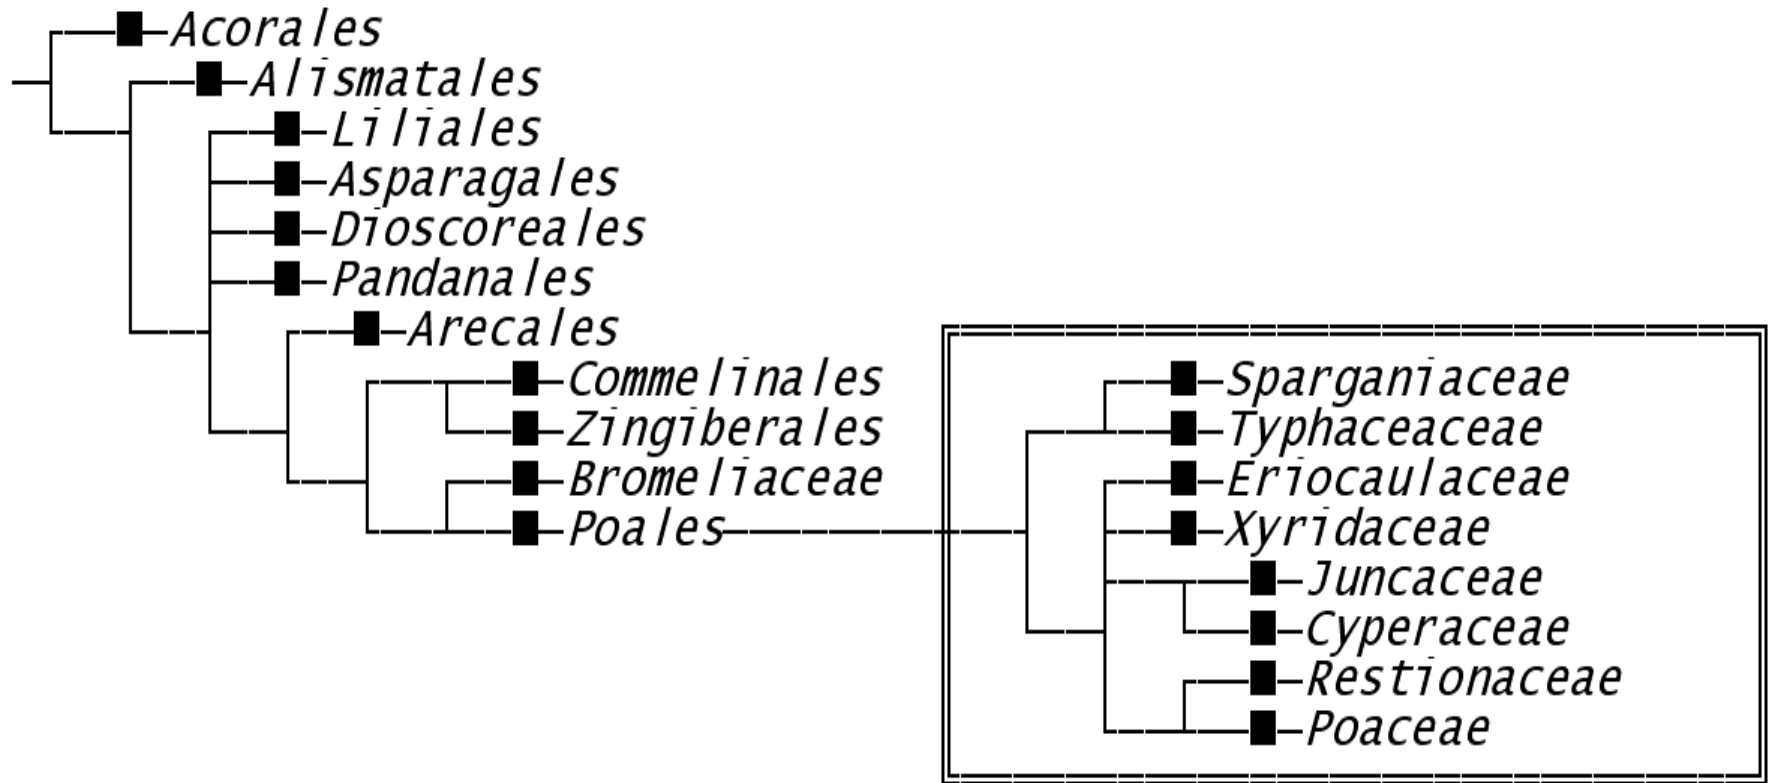 Acorales
Alismatales
Liliales
Asparagales
Dioscoreales
Pandanales
Arecales
Commelinales
Zingiberales
Bromeliaceae
Poales
Sparganiaceae
Typhaceaceae
Eriocaulaceae
Xyridaceae
Juncaceae
Cyperaceae
Restionaceae
Poaceae